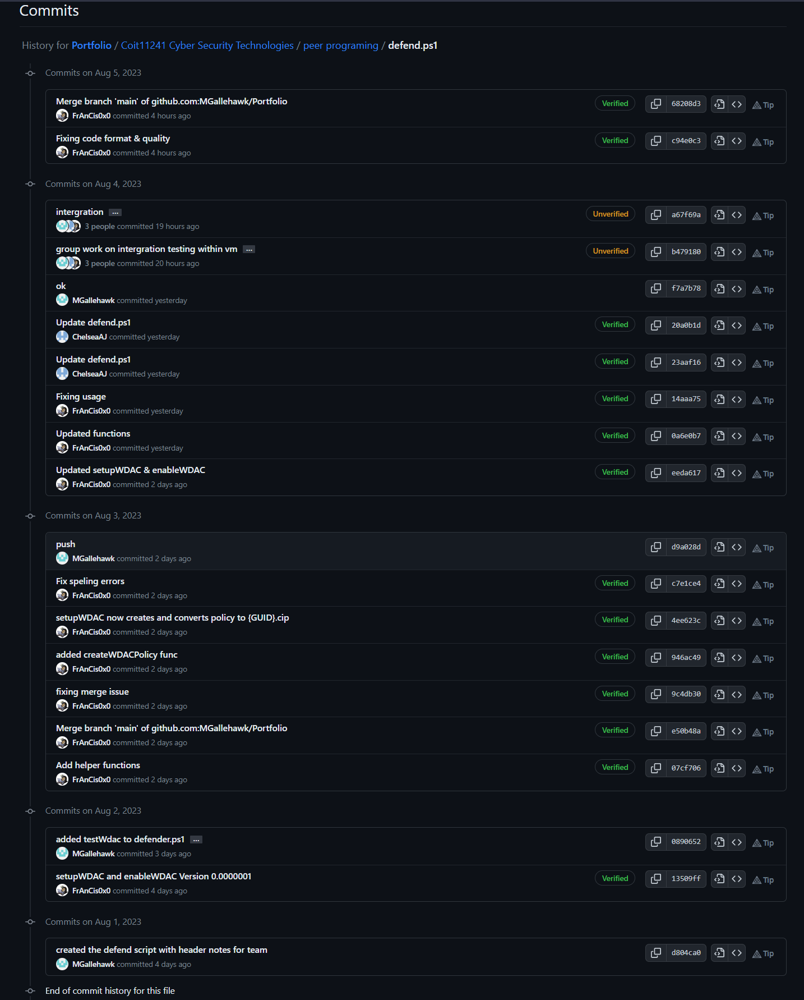 Commits
History for Portfolio / Coit11241 Cyber Security Technologies / peer programing / defend.ps1
Commits on Aug 5, 2023
Merge branch 'main' of github.com:MGallehawk/Portfolio
Verified 68208d3 Tip
FrAnCis0x0 committed 4 hours ago
Fixing code format & quality
Verified c94e0c3 Tip
FrAnCis0x0 committed 4 hours ago
Commits on Aug 4, 2023
intergration ...
Unverified a67f69a Tip
3 people committed 19 hours ago
group work on intergration testing within vm ...
Unverified b479180 Tip
3 people committed 20 hours ago
ok
f7a7b78 Tip
MGallehawk committed yesterday
Update defend.ps1
Verified 20a0b1d Tip
ChelseaAJ committed yesterday
Update defend.ps1
Verified 23aaf16 Tip
ChelseaAJ committed yesterday
Fixing usage
Verified 14aaa75 Tip
FrAnCis0x0 committed yesterday
Updated functions
Verified 0a6e0b7 Tip
FrAnCis0x0 committed yesterday
Updated setupWDAC & enableWDAC
Verified eeda617 Tip
FrAnCis0x0 committed 2 days ago
Commits on Aug 3, 2023
push
d9a028d Tip
MGallehawk committed 2 days ago
Fix speling errors
Verified c7e1ce4 Tip
FrAnCis0x0 committed 2 days ago
setupWDAC now creates and converts policy to {GUID}.cip
Verified 4ee623c Tip
FrAnCis0x0 committed 2 days ago
added createWDACPolicy func
Verified 946ac49 Tip
FrAnCis0x0 committed 2 days ago
fixing merge issue
Verified 9c4db30 Tip
FrAnCis0x0 committed 2 days ago
Merge branch 'main' of github.com:MGallehawk/Portfolio
Verified e50b48a Tip
FrAnCis0x0 committed 2 days ago
Add helper functions
Verified 07cf706 Tip
FrAnCis0x0 committed 2 days ago
Commits on Aug 2, 2023
added testWdac to defender.ps1 ...
0890652 Tip
MGallehawk committed 3 days ago
setupWDAC and enableWDAC Version 0.0000001
Verified 13509ff Tip
FrAnCis0x0 committed 4 days ago
Commits on Aug 1, 2023
created the defend script with header notes for team
d804ca0 Tip
MGallehawk committed 4 days ago
End of commit history for this file